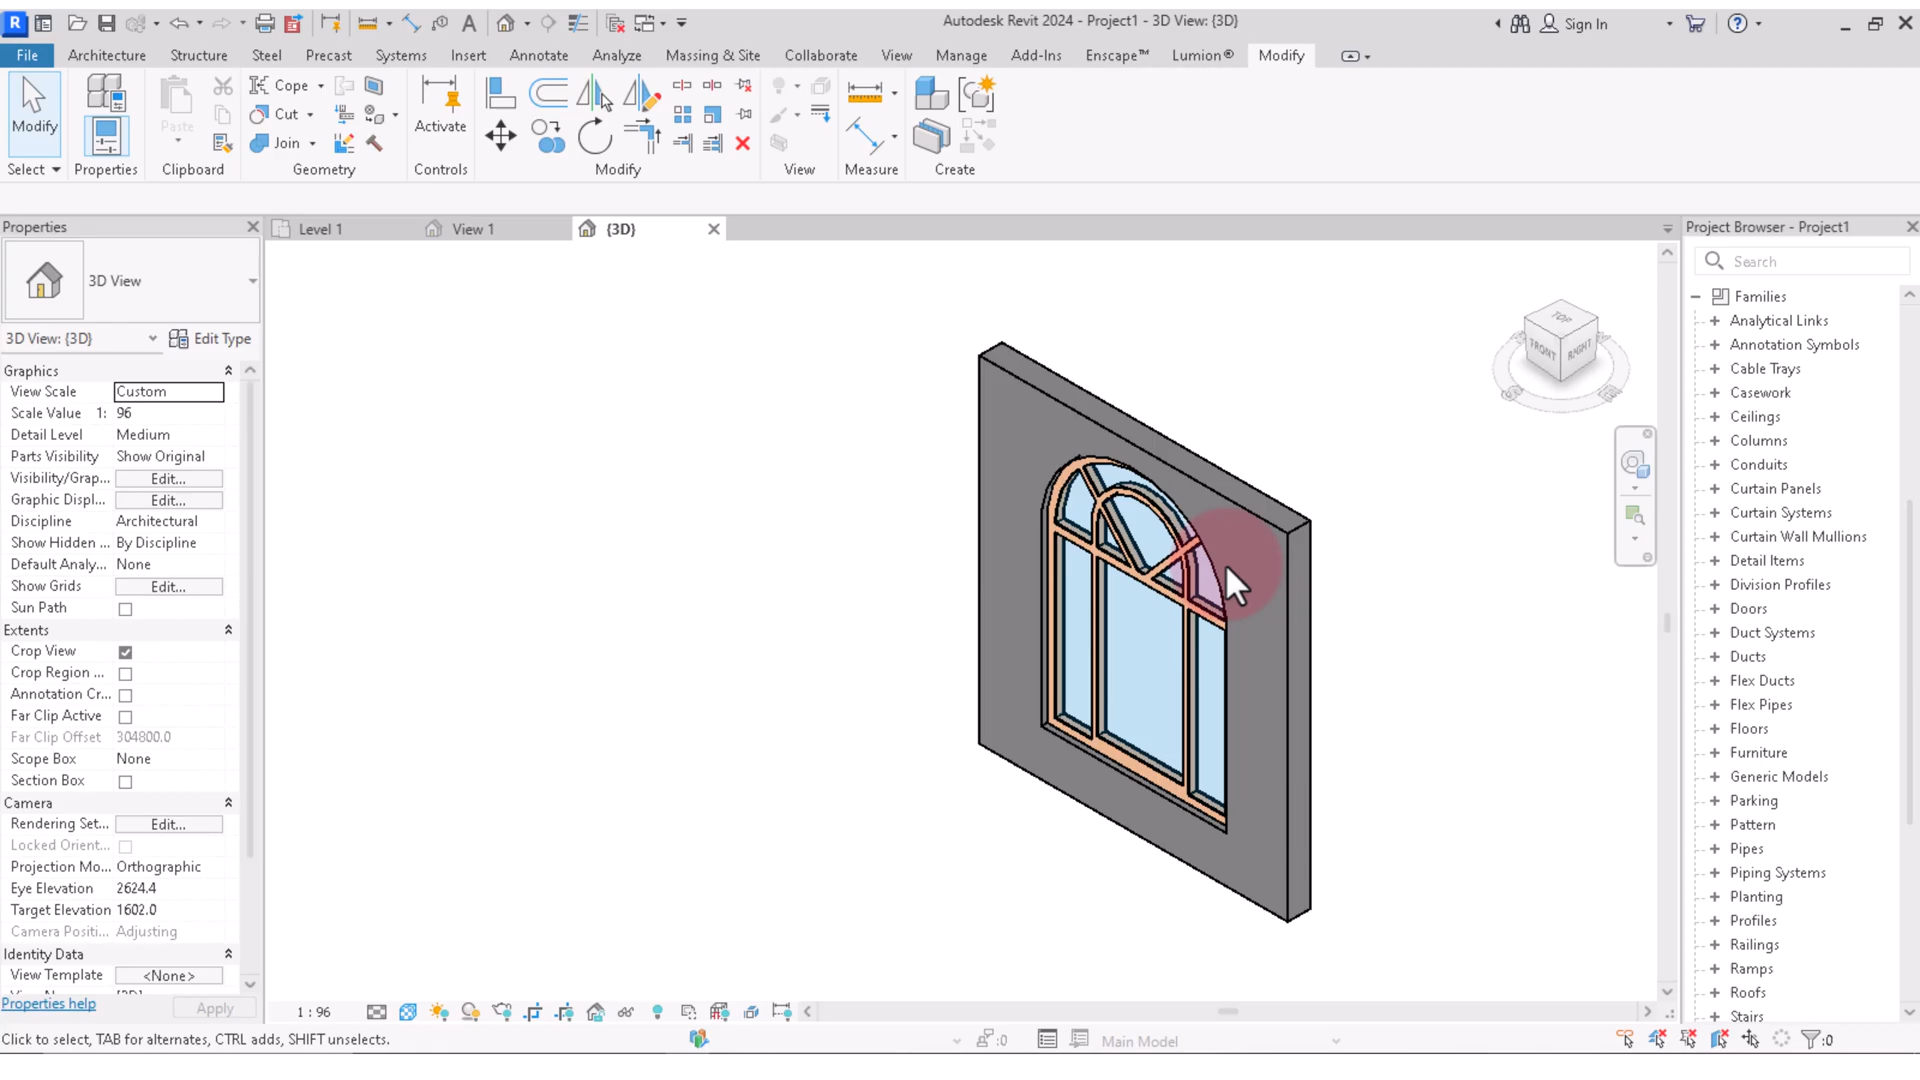 R
Autodesk Revit 2024 - Project1 - 3D View: {3D}
Sign In
File
Architecture
Structure
Steel
Precast
Systems
Insert
Annotate
Analyze
Massing & Site
Collaborate
View
Manage
Add-Ins
Enscape™
Lumion®
Modify
Modify
Paste
Cope
Cut
Join
Activate
Select
Properties
Clipboard
Geometry
Controls
Modify
View
Measure
Create
Properties
3D View
3D View: {3D}
Edit Type
Graphics
View Scale Custom
Scale Value 1: 96
Detail Level Medium
Parts Visibility Show Original
Visibility/Grap... Edit...
Graphic Displ... Edit...
Discipline Architectural
Show Hidden ... By Discipline
Default Analy... None
Show Grids Edit...
Sun Path
Extents
Crop View
Crop Region ...
Annotation Cr...
Far Clip Active
Far Clip Offset 304800.0
Scope Box None
Section Box
Camera
Rendering Set... Edit...
Locked Orient...
Projection Mo... Orthographic
Eye Elevation 2624.4
Target Elevation 1602.0
Camera Positi... Adjusting
Identity Data
View Template <None>
Properties help
Apply
Level 1
View 1
{3D}
TOP
FRONT
RIGHT
Project Browser - Project1
Search
Families
Analytical Links
Annotation Symbols
Cable Trays
Casework
Ceilings
Columns
Conduits
Curtain Panels
Curtain Systems
Curtain Wall Mullions
Detail Items
Division Profiles
Doors
Duct Systems
Ducts
Flex Ducts
Flex Pipes
Floors
Furniture
Generic Models
Parking
Pattern
Pipes
Piping Systems
Planting
Profiles
Railings
Ramps
Roofs
Stairs
1 : 96
Click to select, TAB for alternates, CTRL adds, SHIFT unselects.
:0
Main Model
:0